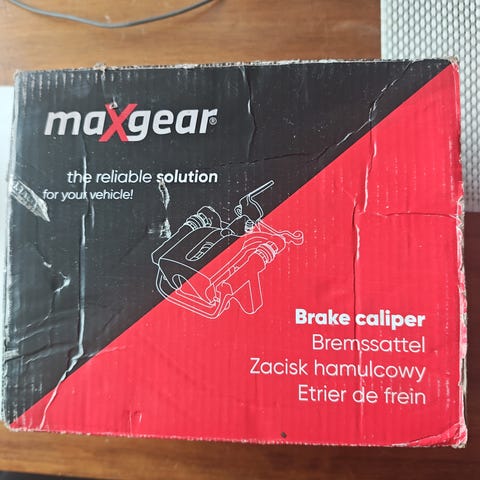 maXgear®
the reliable solution
for your vehicle!
Brake caliper
Bremssattel
Zacisk hamulcowy
Etrier de frein